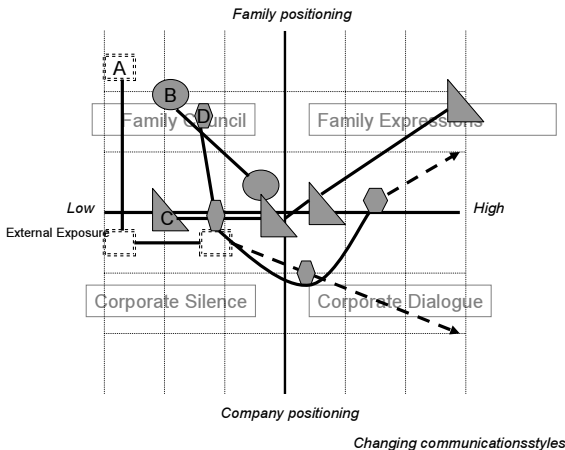 Family positioning
A
B
D
Family Council
Family Expressions
Low
C
High
External Exposure
Corporate Silence
Corporate Dialogue
Company positioning
Changing communicationsstyles